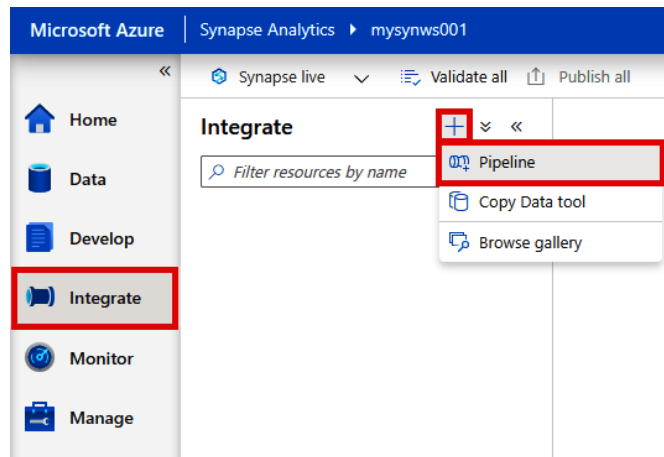 Microsoft Azure Synapse Analytics mysynws001
Synapse live Validate all Publish all
Home
Data
Develop
Integrate
Monitor
Manage
Integrate
Filter resources by name
Pipeline
Copy Data tool
Browse gallery